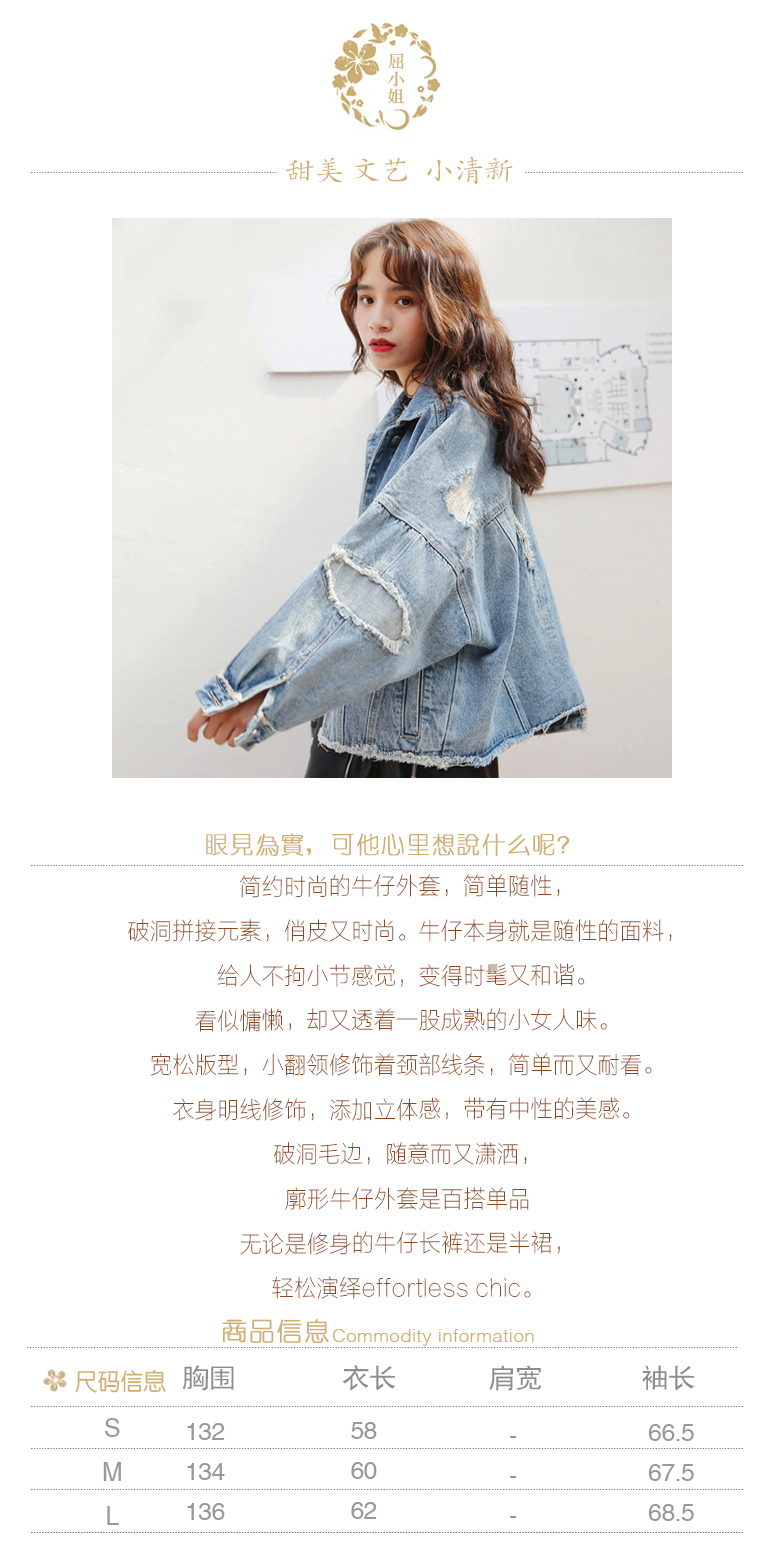 屈小姐
甜美 文艺 小清新
眼見為實，可他心里想說什么呢?
简约时尚的牛仔外套，简单随性，
破洞拼接元素，俏皮又时尚。牛仔本身就是随性的面料，
给人不拘小节感觉，变得时髦又和谐。
看似慵懒，却又透着一股成熟的小女人味。
宽松版型，小翻领修饰着颈部线条，简单而又耐看。
衣身明线修饰，添加立体感，带有中性的美感。
破洞毛边，随意而又潇洒，
廓形牛仔外套是百搭单品
无论是修身的牛仔长裤还是半裙，
轻松演绎effortless chic。
商品信息Commodity information
尺码信息 胸围 衣长 肩宽 袖长
S 132 58 - 66.5
M 134 60 - 67.5
L 136 62 - 68.5